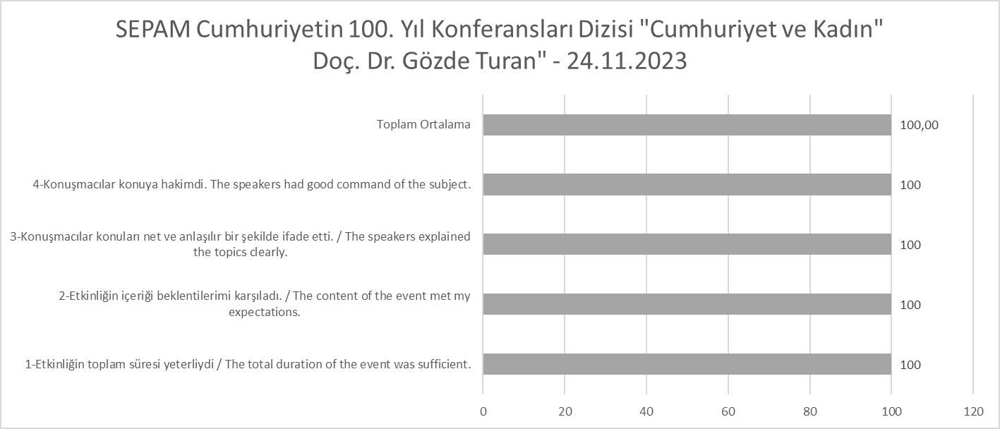 SEPAM Cumhuriyetin 100. Yıl Konferansları Dizisi "Cumhuriyet ve Kadın"
Doç. Dr. Gözde Turan" - 24.11.2023
Toplam Ortalama
100,00
4-Konuşmacılar konuya hakimdi. The speakers had good command of the subject.
100
3-Konuşmacılar konuları net ve anlaşılır bir şekilde ifade etti. / The speakers explained
the topics clearly.
100
2-Etkinliğin içeriği beklentilerimi karşıladı. / The content of the event met my
expectations.
100
1-Etkinliğin toplam süresi yeterliydi / The total duration of the event was sufficient.
100
0 20 40 60 80 100 120